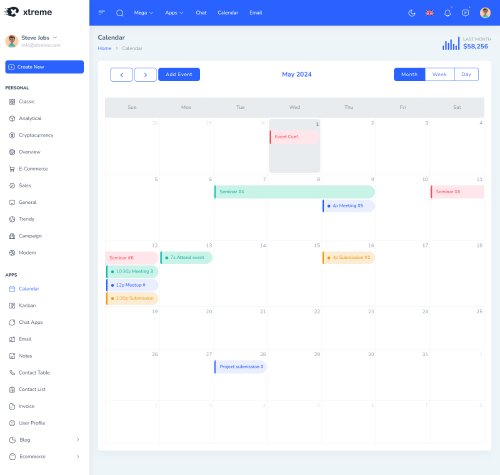 xtreme
Mega
Apps
Chat
Calendar
Email
Steve Jobs
info@xtreme.com
Create New
PERSONAL
Classic
Analytical
Cryptocurrency
Overview
E-Commerce
Sales
General
Trendy
Campaign
Modern
APPS
Calendar
Kanban
Chat Apps
Email
Notes
Contact Table
Contact List
Invoice
User Profile
Blog
Ecommerce
Calendar
Home
Calendar
LAST MONTH
$58,256
Add Event
May 2024
Month
Week
Day
Sun Mon Tue Wed Thu Fri Sat
28 29 30 1 2 3 4
Event Conf.
5 6 7 8 9 10 11
Seminar #4
Seminar #6
4p Meeting #5
12 13 14 15 16 17 18
Seminar #6
7a Attend event
4p Submission #2
10:30a Meeting 3
12p Meetup #
2:30p Submission
19 20 21 22 23 24 25
26 27 28 29 30 31 1
Project submission 2
2 3 4 5 6 7 8